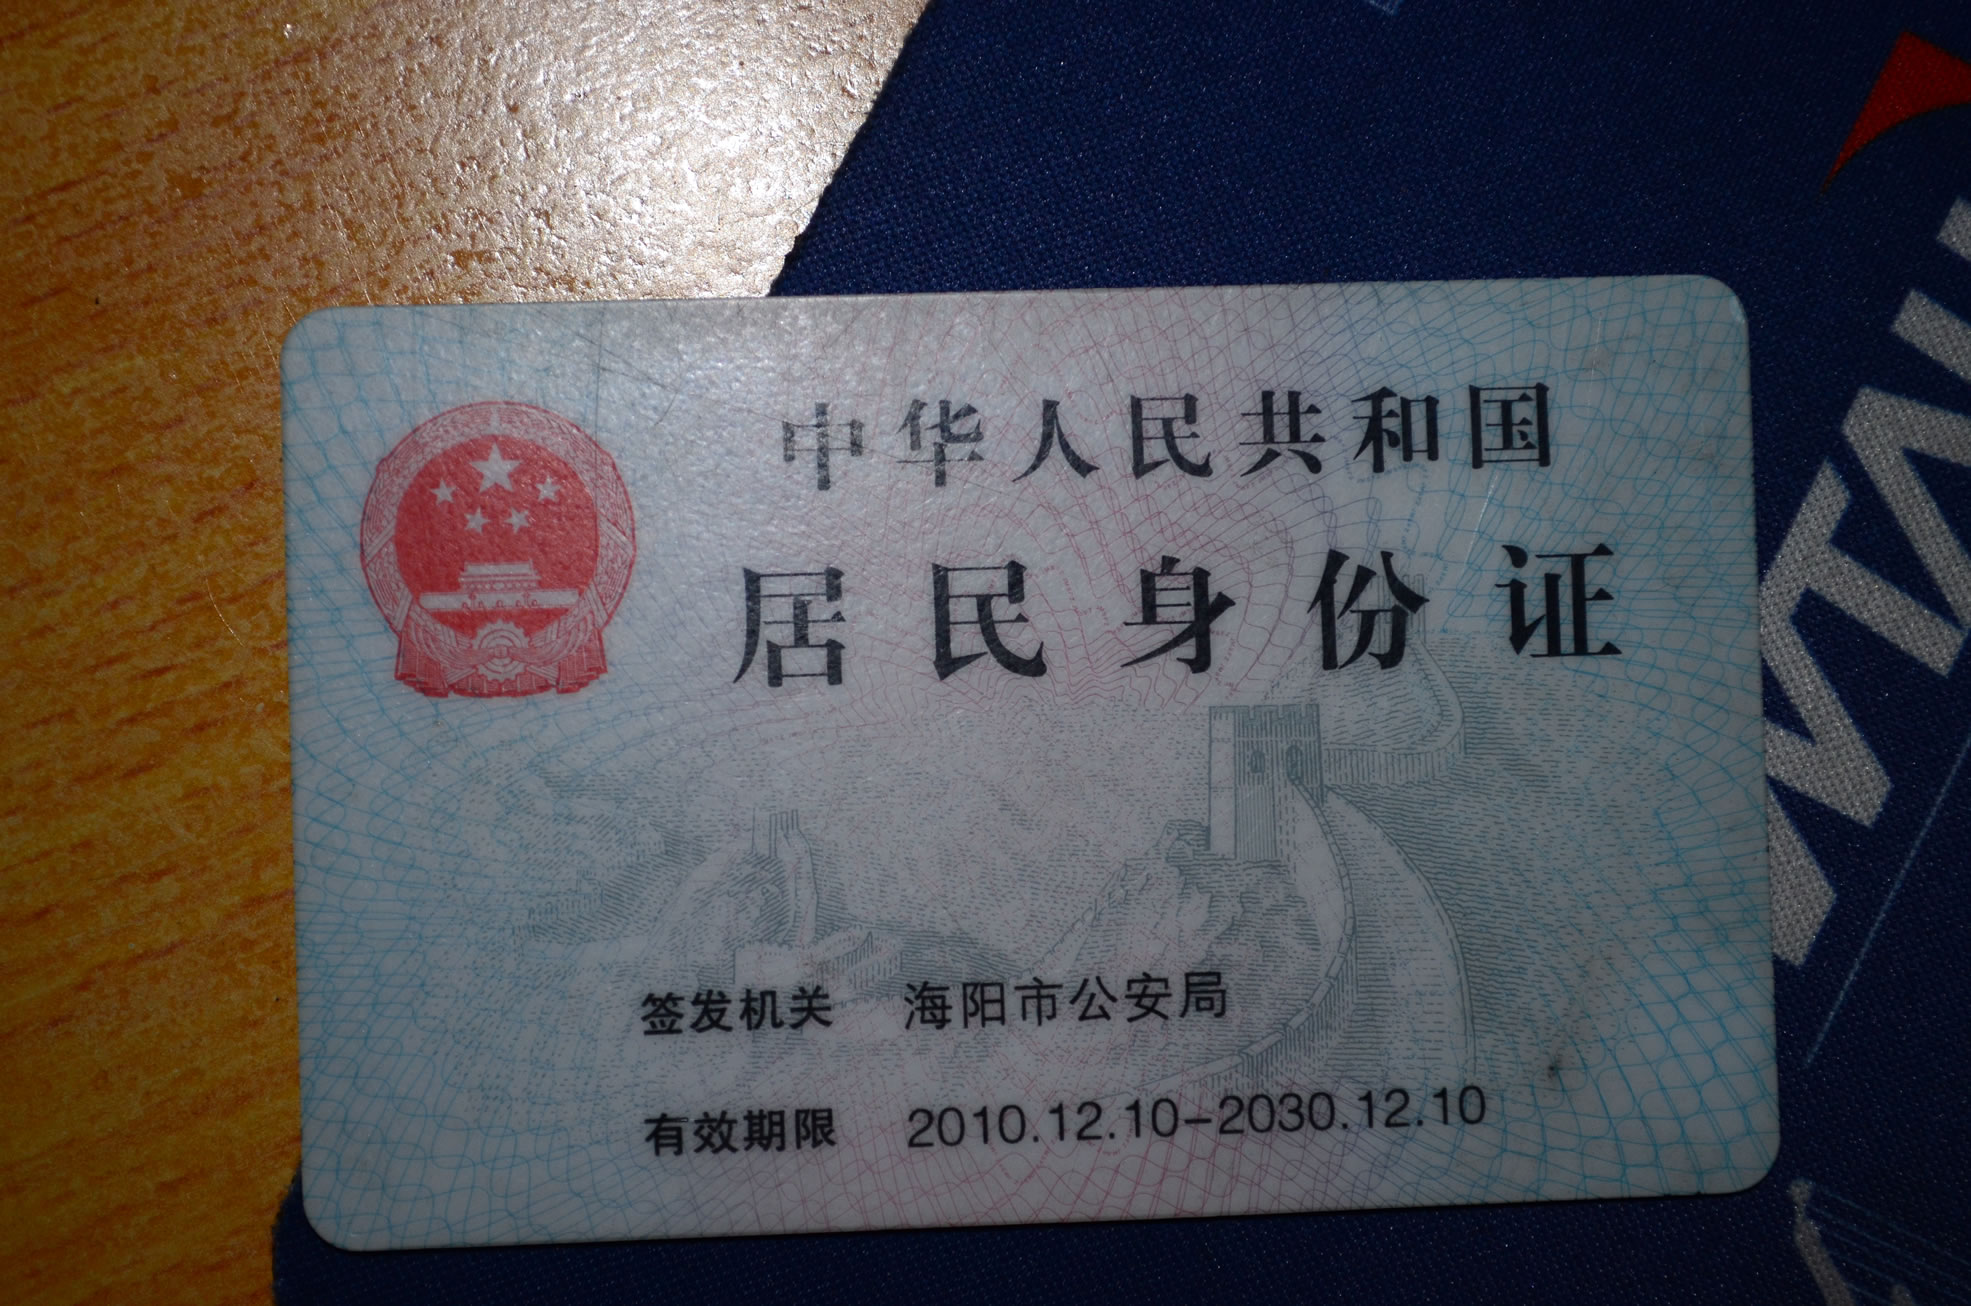 中华人民共和国
居民身份证
签发机关 海阳市公安局
有效期限 2010.12.10-2030.12.10